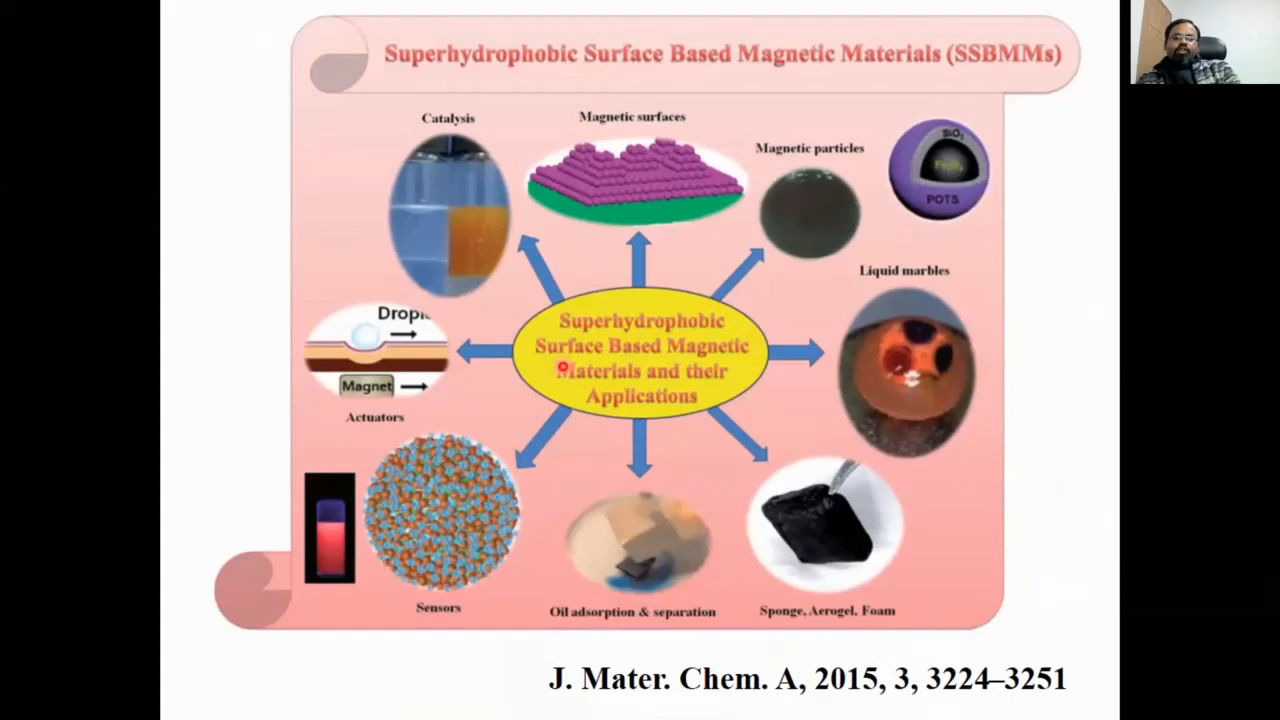 Superhydrophobic Surface Based Magnetic Materials (SSBMMs)
Catalysis
Magnetic surfaces
Magnetic particles
SiO₂
Fe₃O₄
POTS
Liquid marbles
Superhydrophobic
Surface Based Magnetic
Materials and their
Applications
Drople
Magnet
Actuators
Sensors
Oil adsorption & separation
Sponge, Aerogel, Foam
J. Mater. Chem. A, 2015, 3, 3224–3251